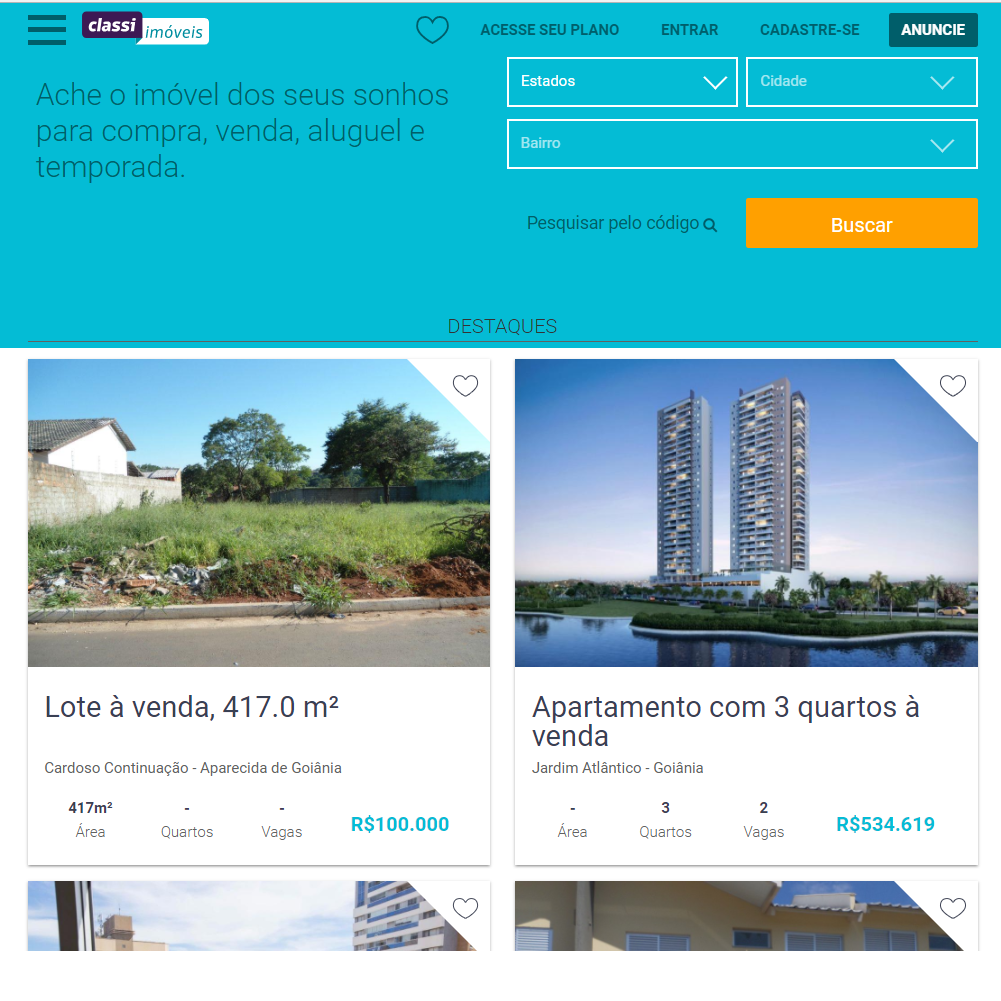 classi
imóveis
ACESSE SEU PLANO
ENTRAR
CADASTRE-SE
ANUNCIE
Ache o imóvel dos seus sonhos
para compra, venda, aluguel e
temporada.
Estados
Cidade
Bairro
Pesquisar pelo código
Buscar
DESTAQUES
Lote à venda, 417.0 m²
Cardoso Continuação - Aparecida de Goiânia
417m² - -
Área Quartos Vagas
R$100.000
Apartamento com 3 quartos à
venda
Jardim Atlântico - Goiânia
- 3 2
Área Quartos Vagas
R$534.619